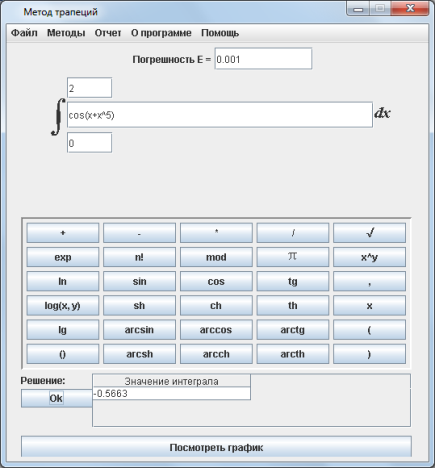 Метод трапеций
Файл Методы Отчет О программе Помощь
Погрешность E = 0.001
2
∫ cos(x+x^5) dx
0
+ - * / √
exp n! mod π x^y
ln sin cos tg ,
log(x, y) sh ch th x
lg arcsin arccos arctg (
() arcsh arcch arcth )
Решение: Значение интеграла
Ok -0.5663
Посмотреть график